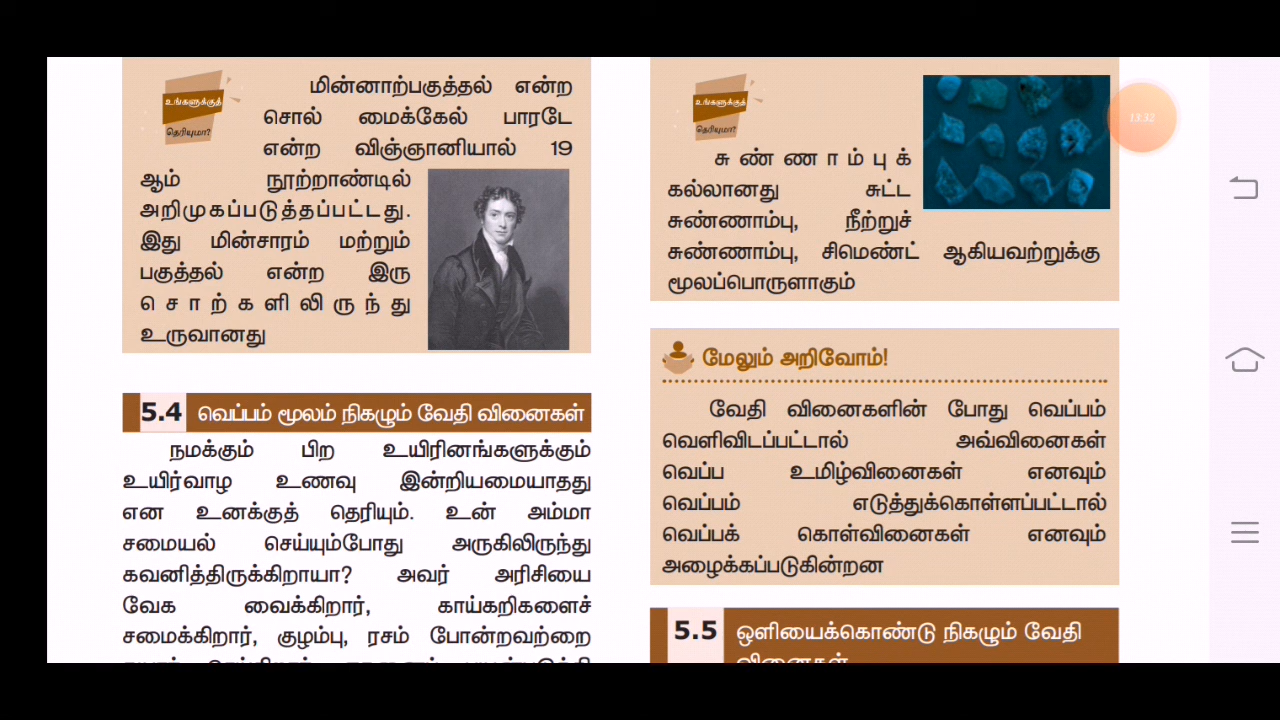 உங்களுக்குத்
தெரியுமா?
மின்னாற்பகுத்தல் என்ற
சொல் மைக்கேல் பாரடே
என்ற விஞ்ஞானியால் 19
ஆம் நூற்றாண்டில்
அறிமுகப்படுத்தப்பட்டது.
இது மின்சாரம் மற்றும்
பகுத்தல் என்ற இரு
சொற்களிலிருந்து
உருவானது
5.4 வெப்பம் மூலம் நிகழும் வேதி வினைகள்
நமக்கும் பிற உயிரினங்களுக்கும்
உயிர்வாழ உணவு இன்றியமையாதது
என உனக்குத் தெரியும். உன் அம்மா
சமையல் செய்யும்போது அருகிலிருந்து
கவனித்திருக்கிறாயா? அவர் அரிசியை
வேக வைக்கிறார், காய்கறிகளைச்
சமைக்கிறார், குழம்பு, ரசம் போன்றவற்றை
உங்களுக்குத்
தெரியுமா?
சுண்ணாம்புக்
கல்லானது சுட்ட
சுண்ணாம்பு, நீற்றுச்
சுண்ணாம்பு, சிமெண்ட் ஆகியவற்றுக்கு
மூலப்பொருளாகும்
மேலும் அறிவோம்!
வேதி வினைகளின் போது வெப்பம்
வெளிவிடப்பட்டால் அவ்வினைகள்
வெப்ப உமிழ்வினைகள் எனவும்
வெப்பம் எடுத்துக்கொள்ளப்பட்டால்
வெப்பக் கொள்வினைகள் எனவும்
அழைக்கப்படுகின்றன
5.5 ஒளியைக்கொண்டு நிகழும் வேதி
வினைகள்
13:32